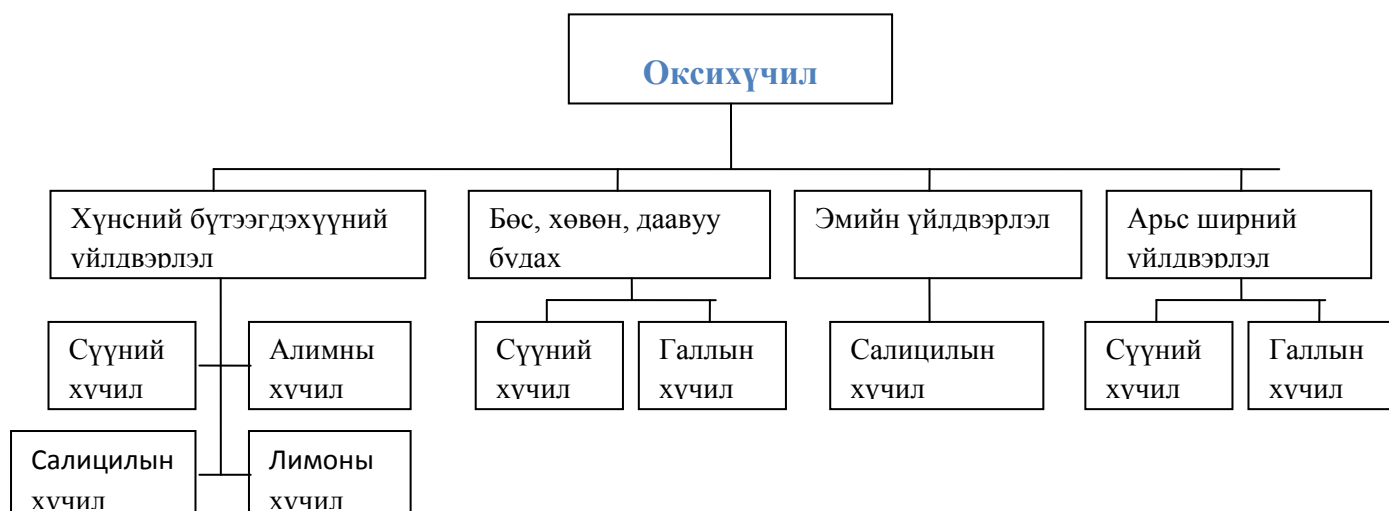 Оксихүчил
Хүнсний бүтээгдэхүүний
үйлдвэрлэл
Бөс, хөвөн, даавуу
будах
Эмийн үйлдвэрлэл
Арьс ширний
үйлдвэрлэл
Сүүний
хүчил
Алимны
хүчил
Салицилын
хүчил
Лимоны
хүчил
Сүүний
хүчил
Галлын
хүчил
Салицилын
хүчил
Сүүний
хүчил
Галлын
хүчил